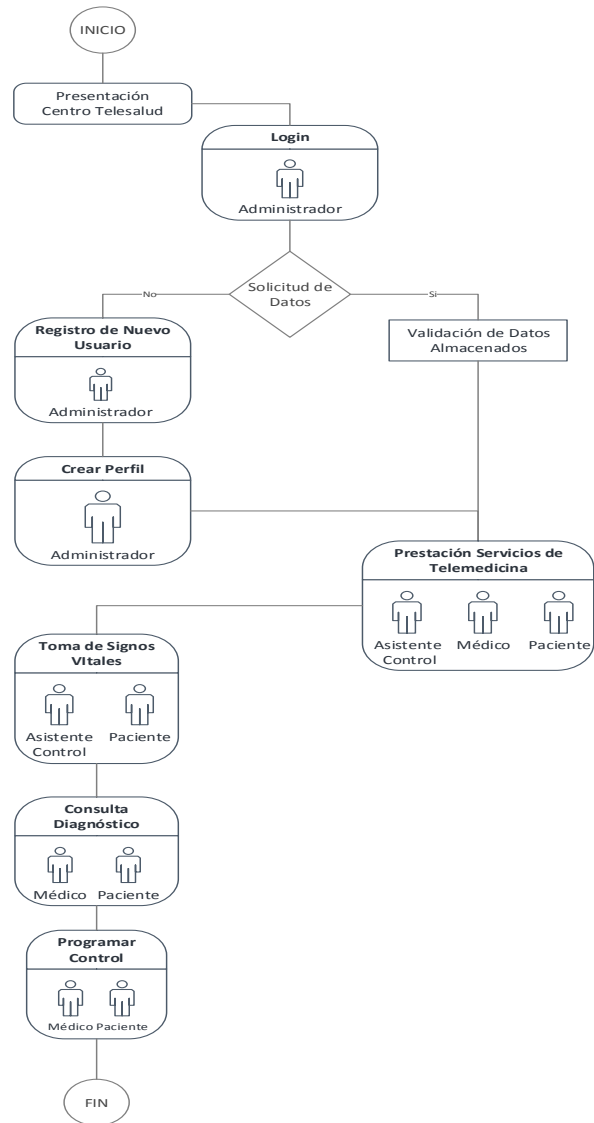 INICIO
Presentación
Centro Telesalud
Login
Administrador
Solicitud de
Datos
No
Si
Registro de Nuevo
Usuario
Administrador
Validación de Datos
Almacenados
Crear Perfil
Administrador
Prestación Servicios de
Telemedicina
Asistente
Control
Médico
Paciente
Toma de Signos
VItales
Asistente
Control
Paciente
Consulta
Diagnóstico
Médico
Paciente
Programar
Control
Médico
Paciente
FIN